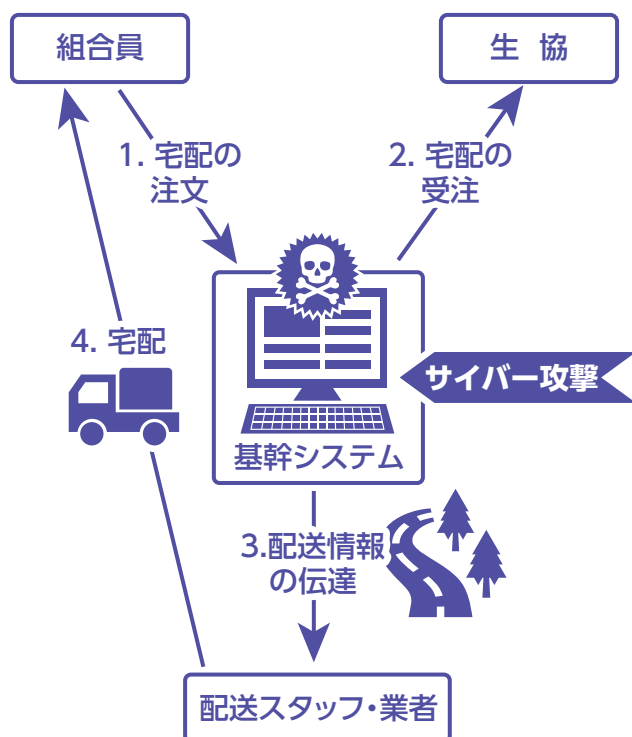 組合員
生 協
1. 宅配の
注文
2. 宅配の
受注
4. 宅配
サイバー攻撃
基幹システム
3.配送情報
の伝達
配送スタッフ・業者